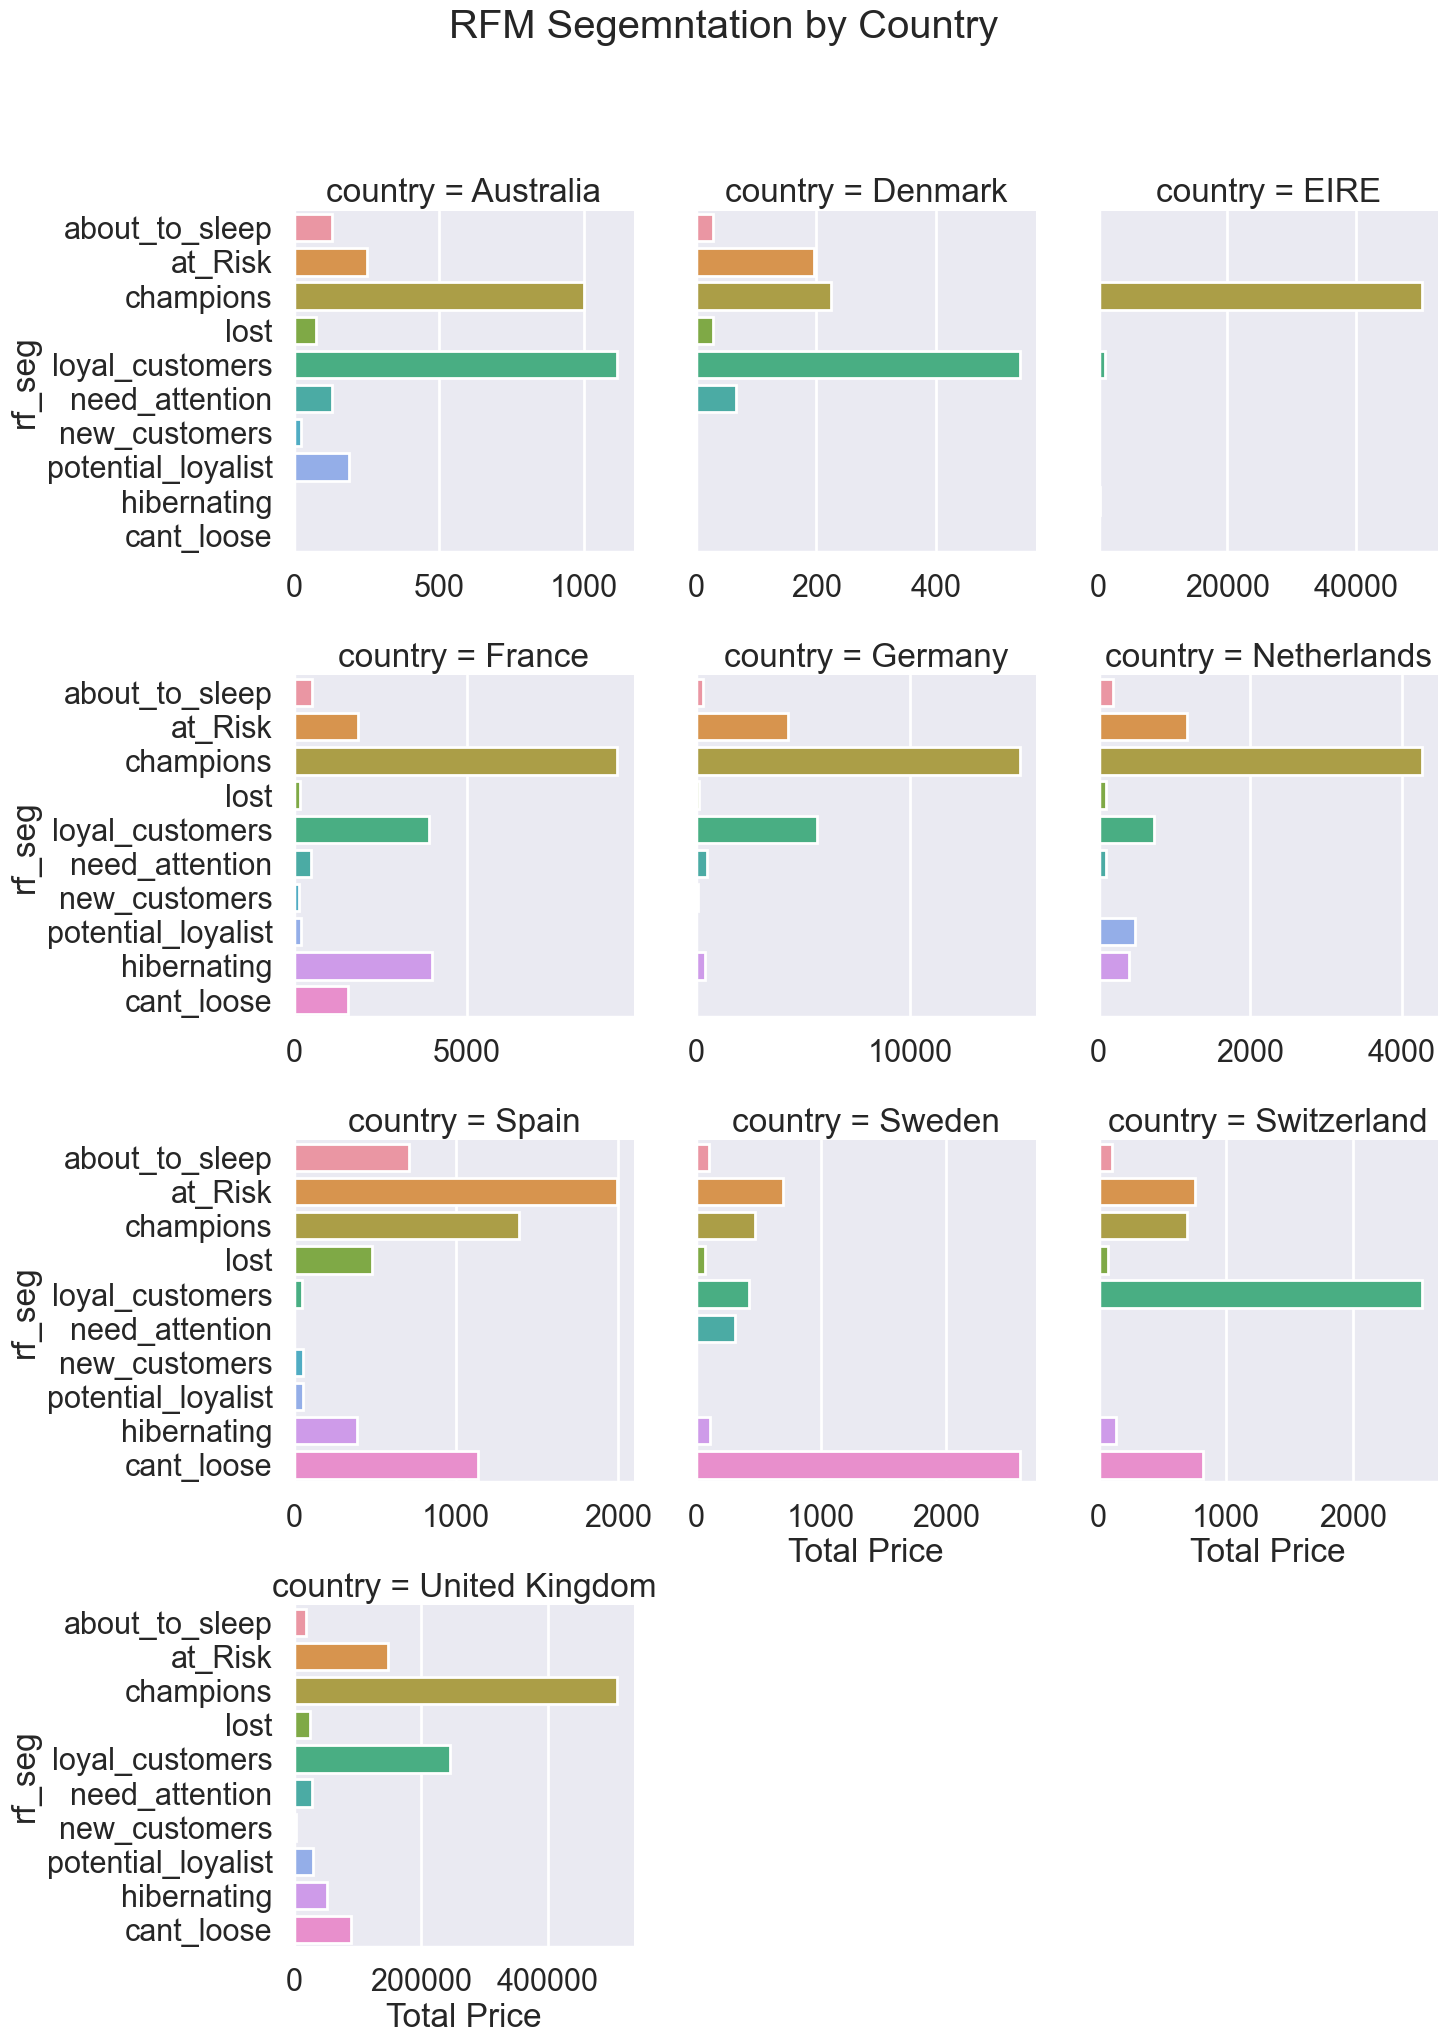 RFM Segemntation by Country
country = Australia
country = Denmark
country = EIRE
rf_seg
about_to_sleep
at_Risk
champions
lost
loyal_customers
need_attention
new_customers
potential_loyalist
hibernating
cant_loose
0 500 1000
0 200 400
0 20000 40000
country = France
country = Germany
country = Netherlands
rf_seg
about_to_sleep
at_Risk
champions
lost
loyal_customers
need_attention
new_customers
potential_loyalist
hibernating
cant_loose
0 5000
0 10000
0 2000 4000
country = Spain
country = Sweden
country = Switzerland
rf_seg
about_to_sleep
at_Risk
champions
lost
loyal_customers
need_attention
new_customers
potential_loyalist
hibernating
cant_loose
0 1000 2000
0 1000 2000
0 1000 2000
Total Price
Total Price
country = United Kingdom
rf_seg
about_to_sleep
at_Risk
champions
lost
loyal_customers
need_attention
new_customers
potential_loyalist
hibernating
cant_loose
0 200000 400000
Total Price